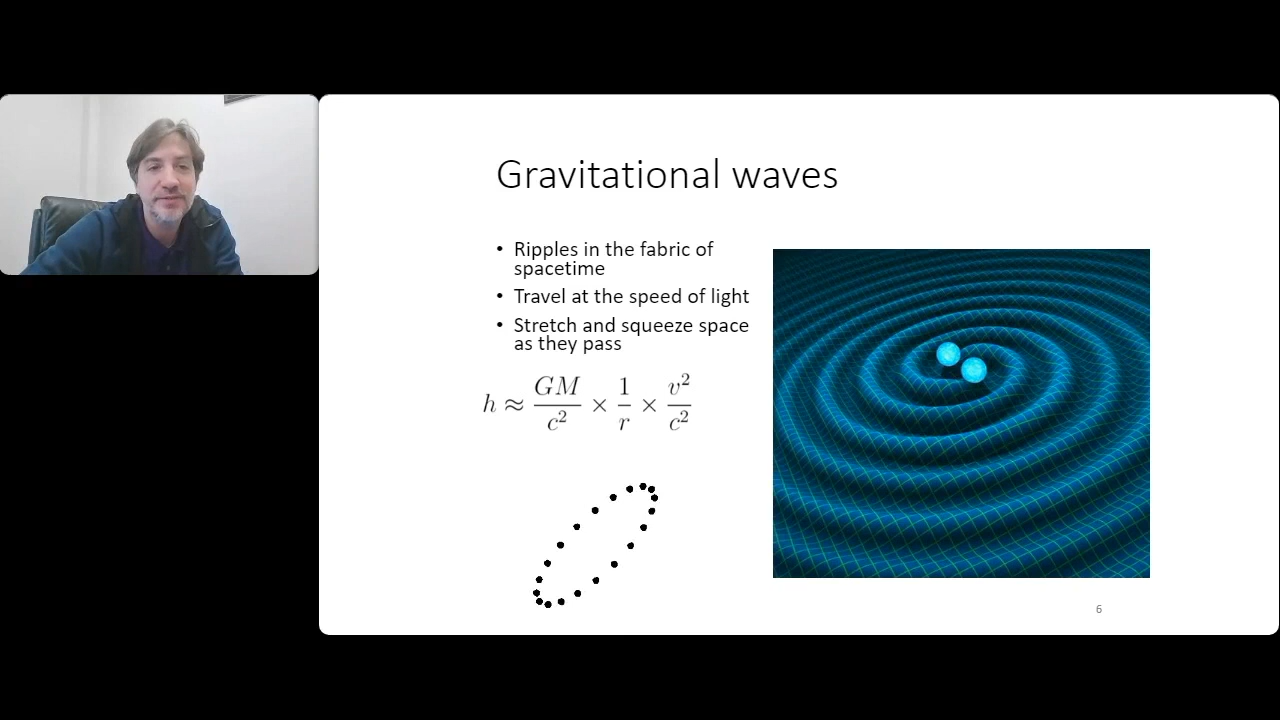 Gravitational waves
• Ripples in the fabric of
spacetime
• Travel at the speed of light
• Stretch and squeeze space
as they pass
h ≈ GM/c² × 1/r × v²/c²
6